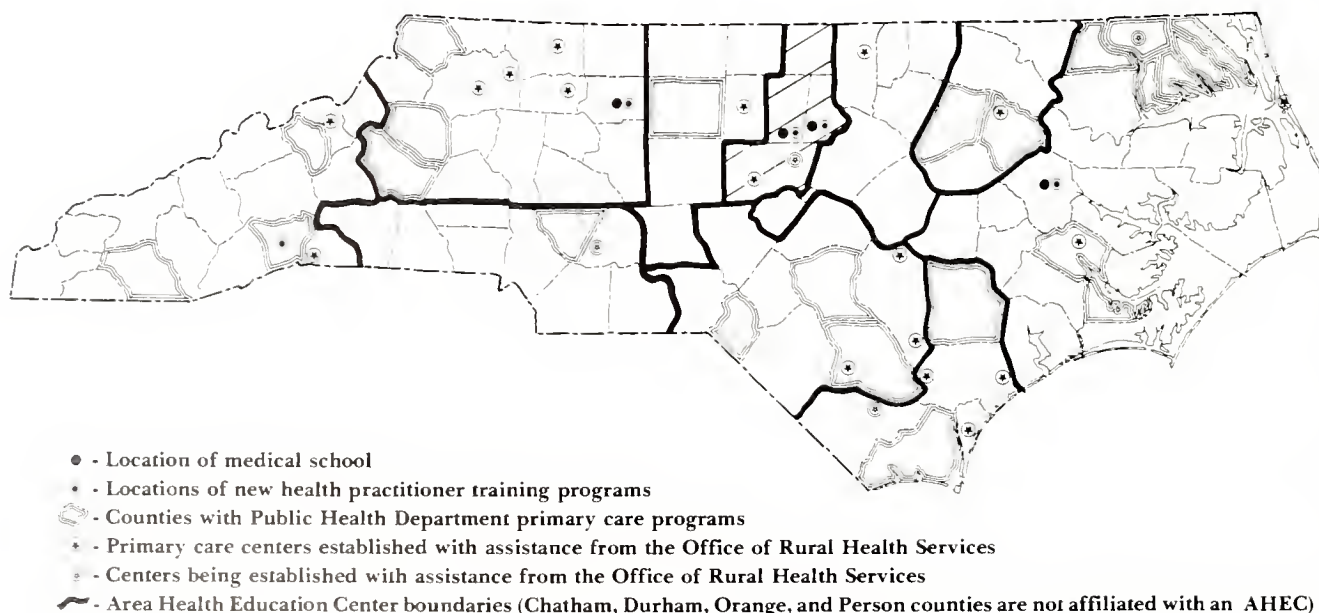 ● - Location of medical school
• - Locations of new health practitioner training programs
- Counties with Public Health Department primary care programs
- Primary care centers established with assistance from the Office of Rural Health Services
- Centers being established with assistance from the Office of Rural Health Services
- Area Health Education Center boundaries (Chatham, Durham, Orange, and Person counties are not affiliated with an AHEC)